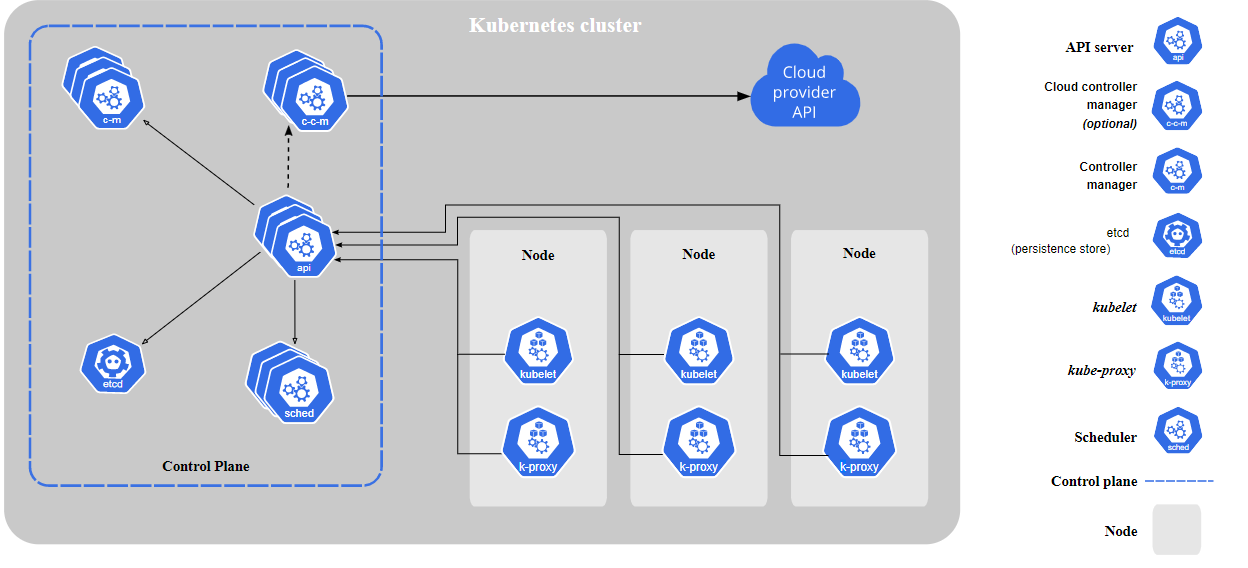 Kubernetes cluster
c-m
c-c-m
Cloud
provider
API
api
etcd
sched
Control Plane
Node
kubelet
k-proxy
Node
kubelet
k-proxy
Node
kubelet
k-proxy
API server
api
Cloud controller
manager
(optional)
c-c-m
Controller
manager
c-m
etcd
(persistence store)
etcd
kubelet
kubelet
kube-proxy
k-proxy
Scheduler
sched
Control plane
Node